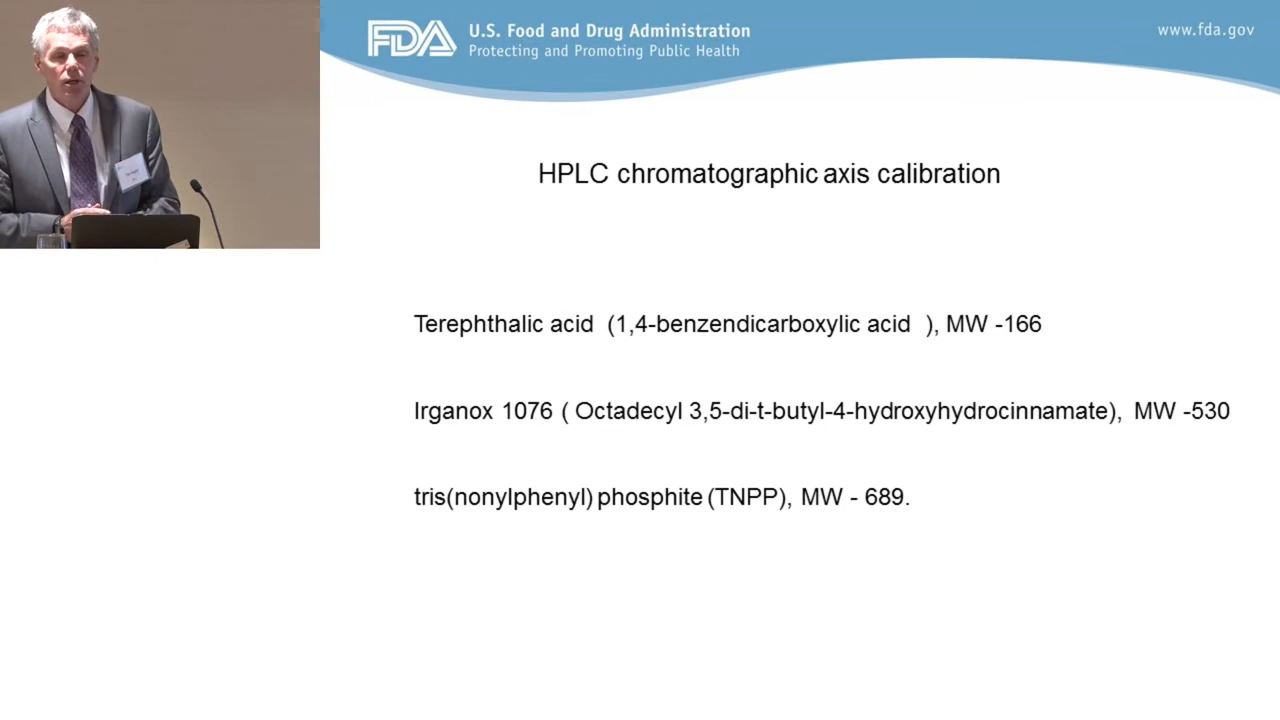 FDA
U.S. Food and Drug Administration
Protecting and Promoting Public Health
www.fda.gov
HPLC chromatographic axis calibration
Terephthalic acid (1,4-benzendicarboxylic acid ), MW -166
Irganox 1076 ( Octadecyl 3,5-di-t-butyl-4-hydroxyhydrocinnamate), MW -530
tris(nonylphenyl) phosphite (TNPP), MW - 689.